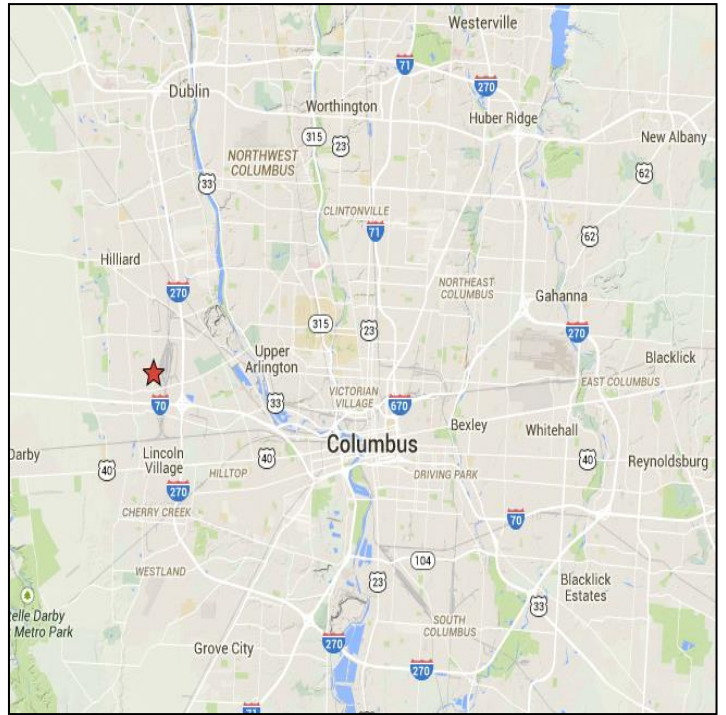 Westerville
71
270
Dublin
Worthington
Huber Ridge
315
23
New Albany
NORTHWEST
COLUMBUS
33
62
CLINTONVILLE
71
62
Hilliard
270
NORTHEAST
COLUMBUS
Gahanna
315
23
270
Upper
Arlington
Blacklick
EAST COLUMBUS
VICTORIAN
VILLAGE
33
70
670
Bexley
Whitehall
Columbus
Darby
Lincoln
Village
40
HILLTOP
40
DRIVING PARK
40
Reynoldsburg
270
CHERRY CREEK
70
WESTLAND
104
23
Blacklick
Estates
33
telle Darby
Metro Park
SOUTH
COLUMBUS
Grove City
270
270
71